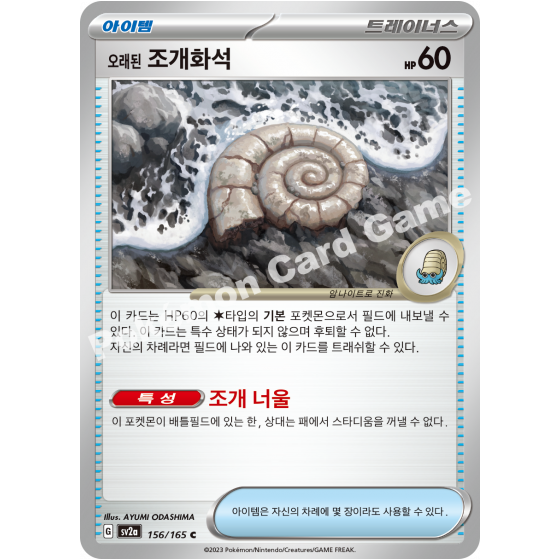 아이템 트레이너스
오래된 조개화석 HP 60
암나이트로 진화
이 카드는 HP60의 타입의 기본 포켓몬으로서 필드에 내보낼 수
있다. 이 카드는 특수 상태가 되지 않으며 후퇴할 수 없다.
자신의 차례라면 필드에 나와 있는 이 카드를 트래쉬할 수 있다.
Pokémon Card Game
특성 조개 너울
이 포켓몬이 배틀필드에 있는 한, 상대는 패에서 스타디움을 꺼낼 수 없다.
아이템은 자신의 차례에 몇 장이라도 사용할 수 있다.
Illus. AYUMI ODASHIMA
G sv2a 156/165 C
©2023 Pokémon/Nintendo/Creatures/GAME FREAK.